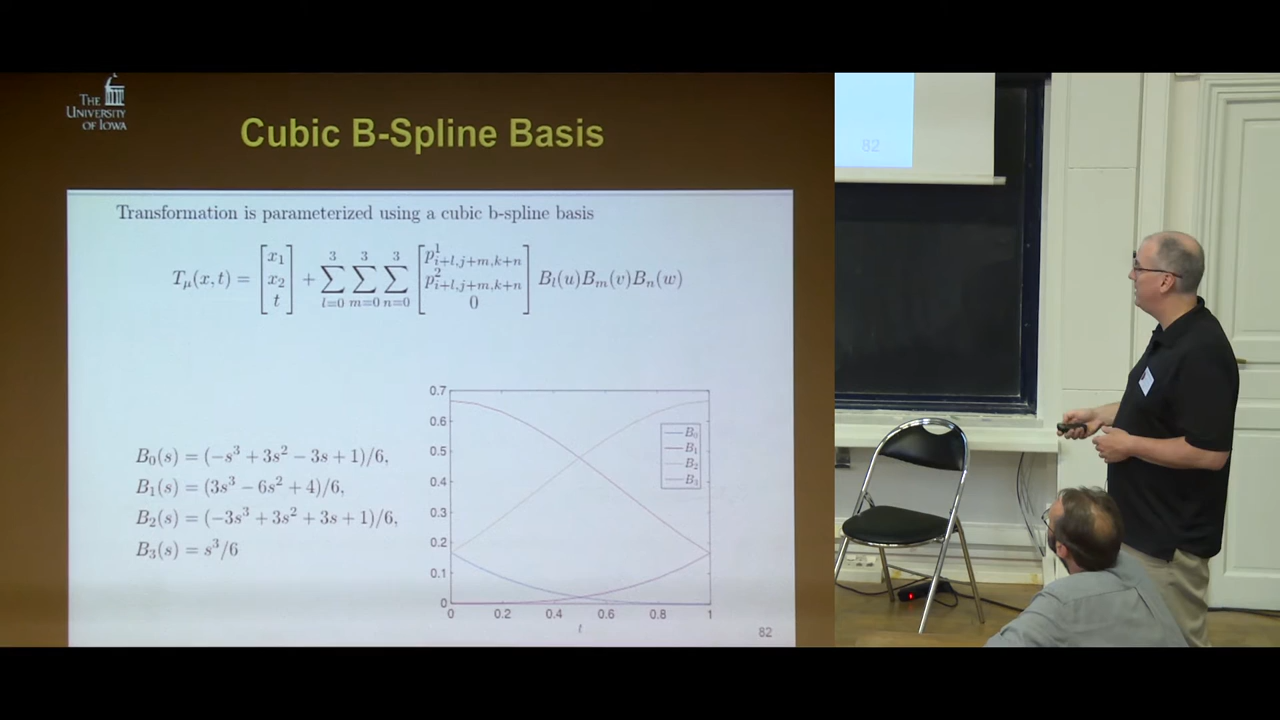 THE
UNIVERSITY
OF IOWA
Cubic B-Spline Basis
Transformation is parameterized using a cubic b-spline basis
T_μ(x, t) = [x_1 x_2 t] + ∑_{l=0}^{3} ∑_{m=0}^{3} ∑_{n=0}^{3} [p^1_{i+l,j+m,k+n} p^2_{i+l,j+m,k+n} 0] B_l(u)B_m(v)B_n(w)
B_0(s) = (−s^3 + 3s^2 − 3s + 1)/6,
B_1(s) = (3s^3 − 6s^2 + 4)/6,
B_2(s) = (−3s^3 + 3s^2 + 3s + 1)/6,
B_3(s) = s^3/6
0.7
0.6
0.5
0.4
0.3
0.2
0.1
0
B_0
B_1
B_2
B_3
0 0.2 0.4 0.6 0.8 1
t
82
82